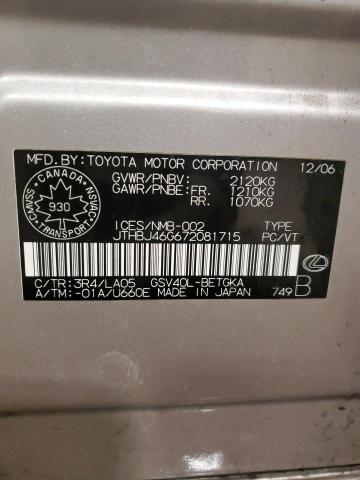 MFD.BY:TOYOTA MOTOR CORPORATION 12/06
GVWR/PNBV: 2120KG
GAWR/PNBE:FR. 1210KG
RR. 1070KG
CANADA
930
CMVSS
NSVAC
TRANSPORT
ICES/NMB-002 TYPE
JTHBJ46G672081715 PC/VT
C/TR:3R4/LA05 GSV40L-BETGKA
A/TM:-01A/U660E MADE IN JAPAN 749 B